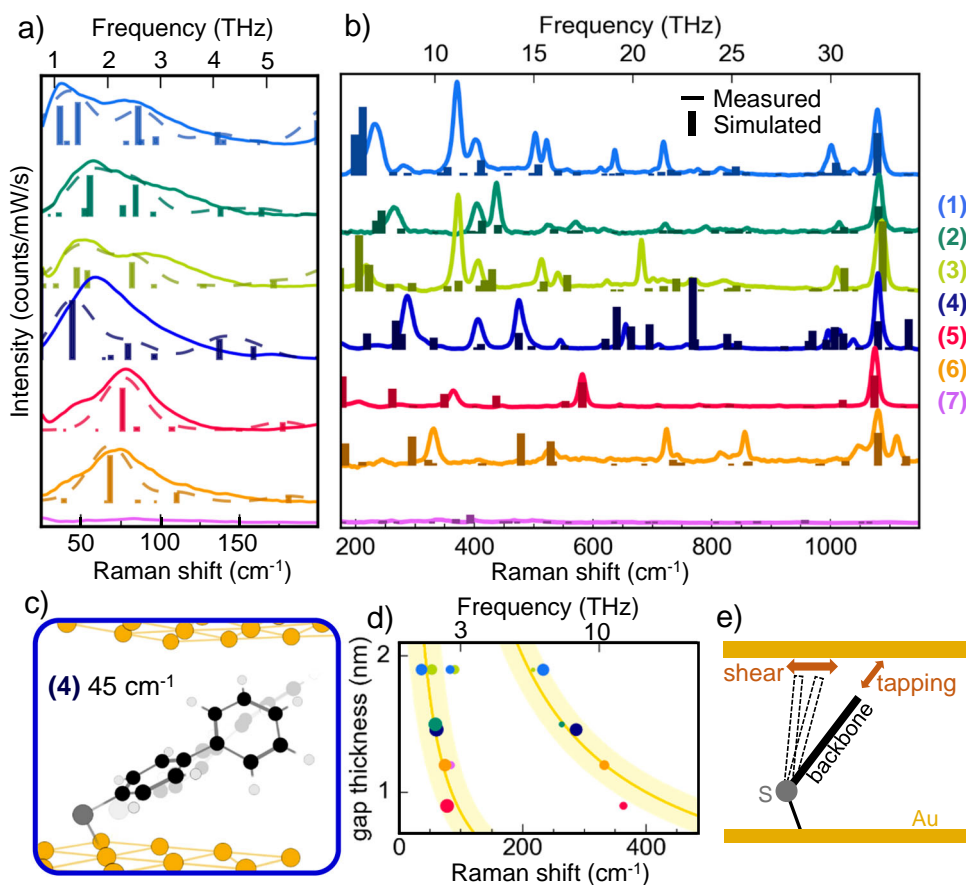 a)
Frequency (THz)
1 2 3 4 5
Intensity (counts/mW/s)
50 100 150
Raman shift (cm⁻¹)
b)
Frequency (THz)
10 15 20 25 30
Measured
Simulated
200 400 600 800 1000
Raman shift (cm⁻¹)
(1)
(2)
(3)
(4)
(5)
(6)
(7)
c)
(4) 45 cm⁻¹
d)
Frequency (THz)
3 10
gap thickness (nm)
2
1
0 200 400
Raman shift (cm⁻¹)
e)
shear
tapping
backbone
S
Au